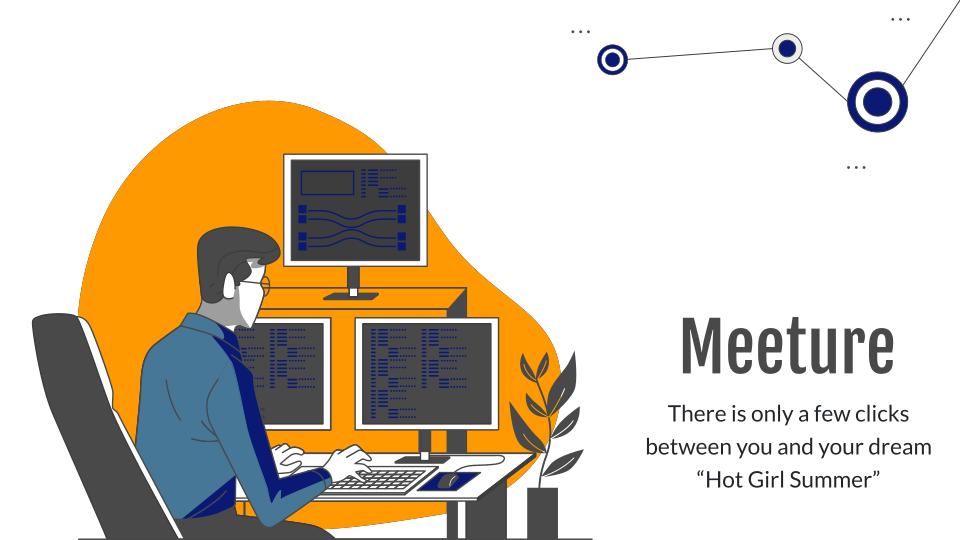 Meeture
There is only a few clicks
between you and your dream
“Hot Girl Summer”